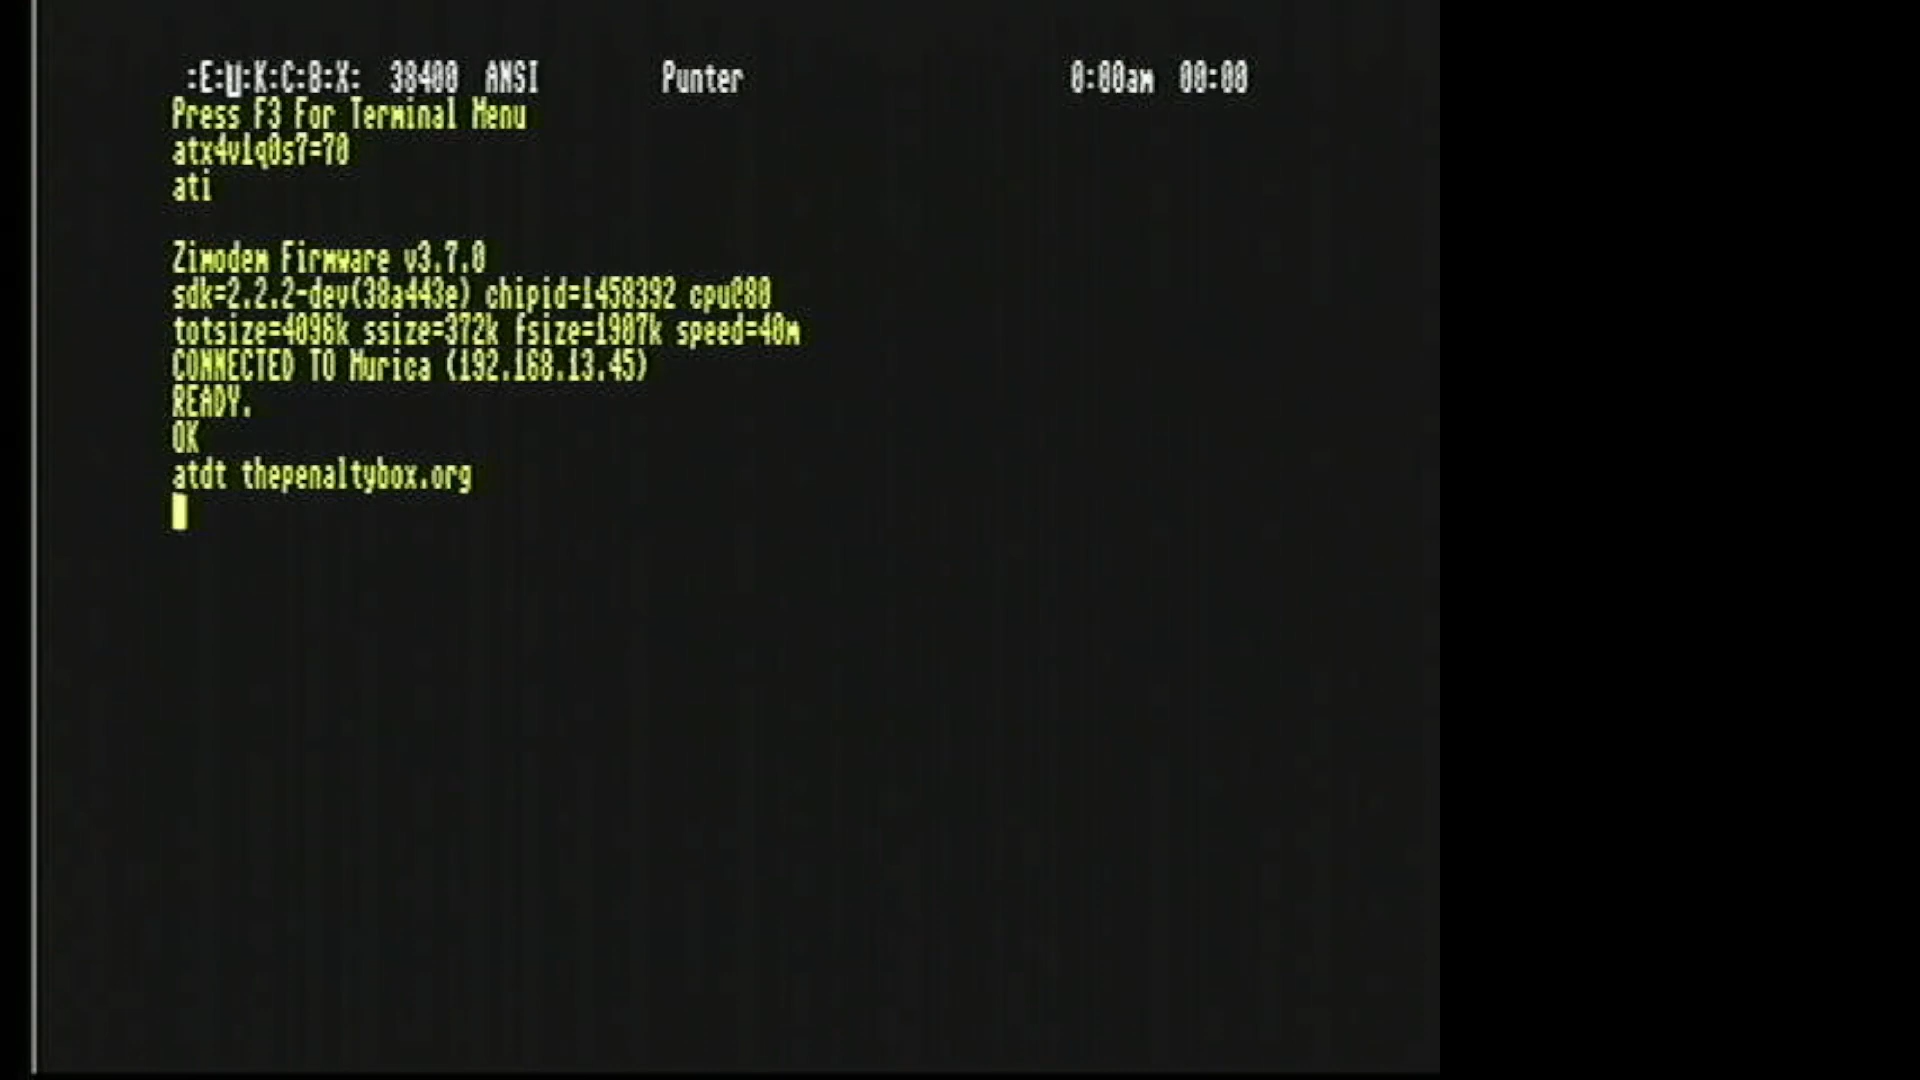 :E:U:K:C:8:X: 38400 ANSI Punter 0:00am 00:00
Press F3 For Terminal Menu
atx4v1q0s7=70
ati
Zimodem Firmware v3.7.0
sdk=2.2.2-dev(38a443e) chipid=1458392 cpu@80
totsize=4096k ssize=372k fsize=1907k speed=40m
CONNECTED TO Murica (192.168.13.45)
READY.
OK
atdt thepenaltybox.org